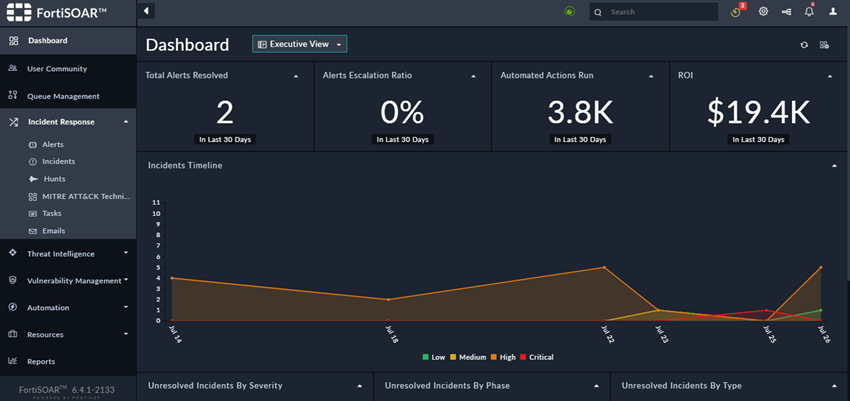 FortiSOAR™
Search
3
Dashboard
User Community
Queue Management
Incident Response
Alerts
Incidents
Hunts
MITRE ATT&CK Techni...
Tasks
Emails
Threat Intelligence
Vulnerability Management
Automation
Resources
Reports
FortiSOAR™ 6.4.1-2133
POWERED BY FORTINET
Dashboard
Executive View
Total Alerts Resolved
2
In Last 30 Days
Alerts Escalation Ratio
0%
In Last 30 Days
Automated Actions Run
3.8K
In Last 30 Days
ROI
$19.4K
In Last 30 Days
Incidents Timeline
11
10
9
8
7
6
5
4
3
2
1
0
Jul 14
Jul 18
Jul 22
Jul 23
Jul 25
Jul 26
Low Medium High Critical
Unresolved Incidents By Severity
Unresolved Incidents By Phase
Unresolved Incidents By Type